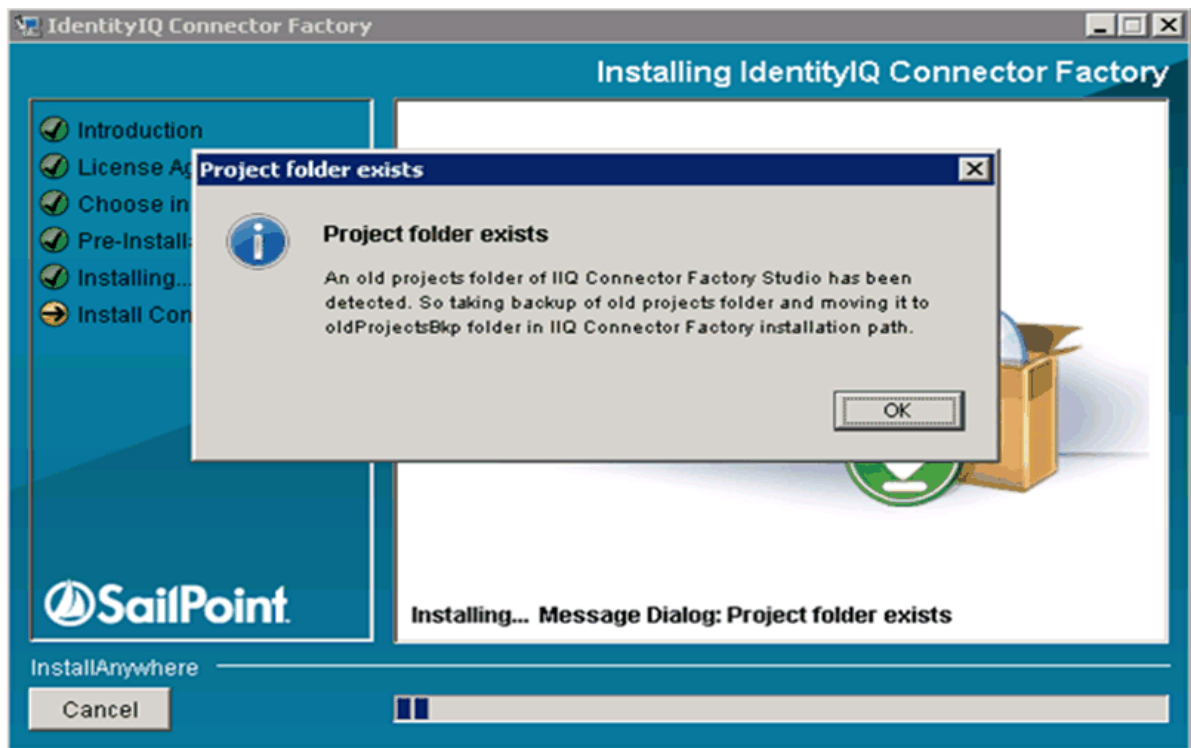 IdentityIQ Connector Factory
Installing IdentityIQ Connector Factory
Introduction
License Ag
Choose in
Pre-Install
Installing...
Install Con
Project folder exists
Project folder exists
An old projects folder of IIQ Connector Factory Studio has been
detected. So taking backup of old projects folder and moving it to
oldProjectsBkp folder in IIQ Connector Factory installation path.
OK
SailPoint.
Installing... Message Dialog: Project folder exists
InstallAnywhere
Cancel